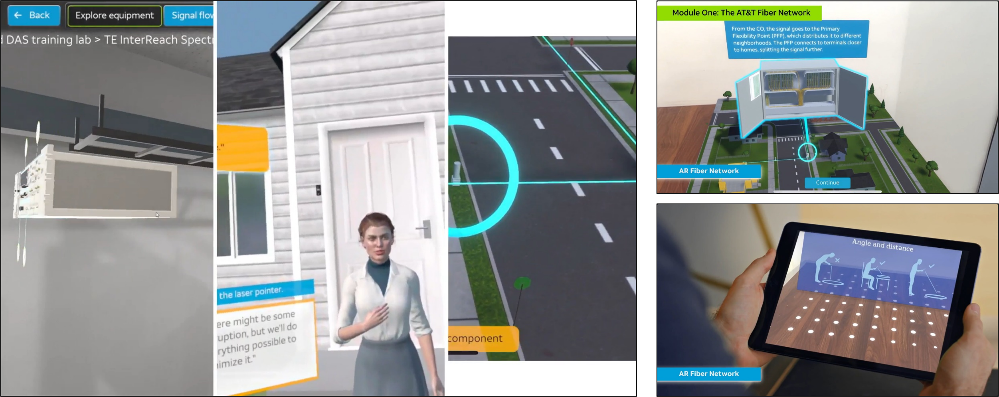 Back
Explore equipment
Signal flow
DAS training lab > TE InterReach Spect
."
the laser pointer.
ere might be some
uption, but we'll do
rything possible to
imize it."
component
Module One: The AT&T Fiber Network
From the CO, the signal goes to the Primary
Flexibility Point (PFP), which distributes it to different
neighborhoods. The PFP connects to terminals closer
to homes, splitting the signal further.
AR Fiber Network
Continue
Angle and distance
AR Fiber Network